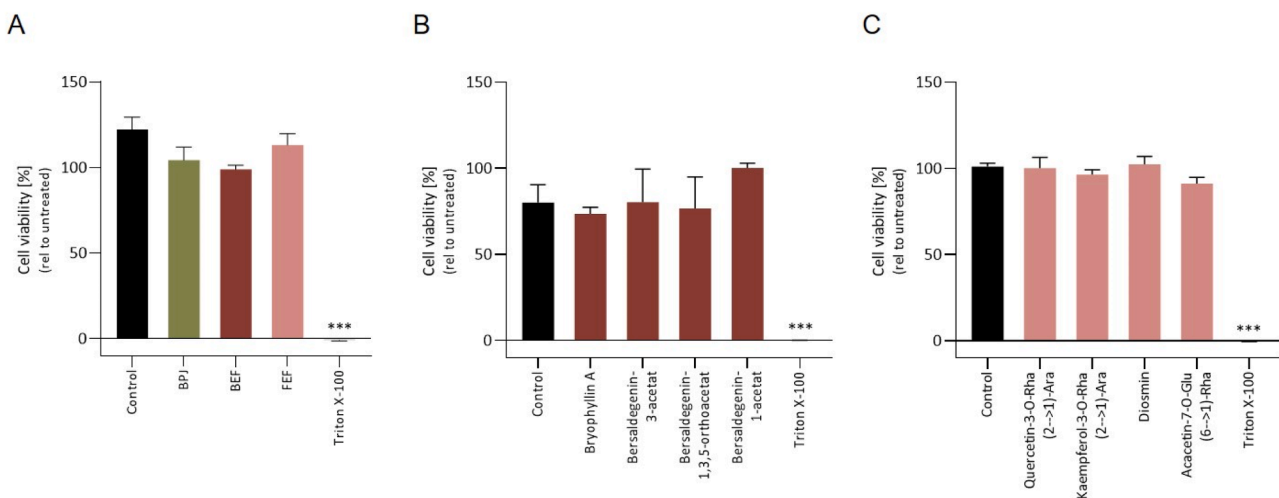 A
B
C
Cell viability [%]
(rel to untreated)
150
100
50
0
***
Control
BPJ
BEF
FEF
Triton X-100
Cell viability [%]
(rel to untreated)
150
100
50
0
***
Control
Bryophyllin A
Bersaldegenin-
3-acetat
Bersaldegenin-
1,3,5-orthoacetat
Bersaldegenin-
1-acetat
Triton X-100
Cell viability [%]
(rel to untreated)
150
100
50
0
***
Control
Quercetin-3-O-Rha
(2-->1)-Ara
Kaempferol-3-O-Rha
(2-->1)-Ara
Diosmin
Acacetin-7-O-Glu
(6-->1)-Rha
Triton X-100